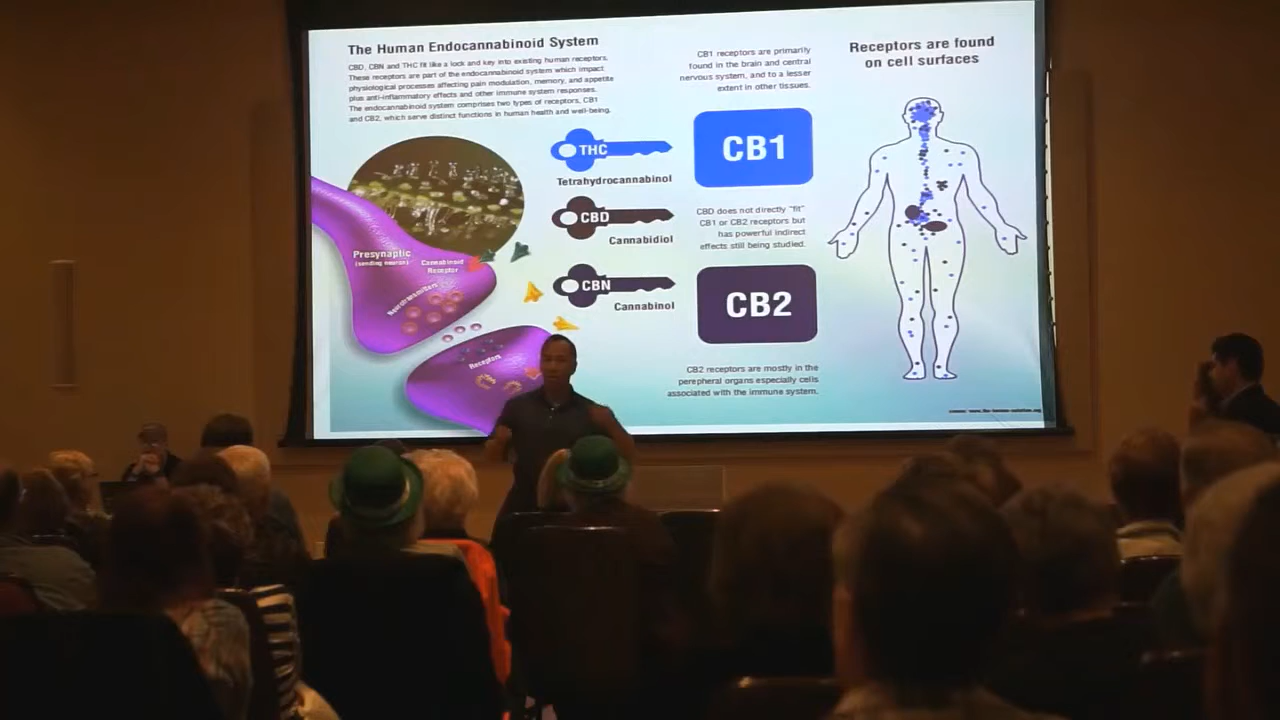 The Human Endocannabinoid System
CBD, CBN and THC fit like a lock and key into existing human receptors.
These receptors are part of the endocannabinoid system which impact
physiological processes affecting pain modulation, memory, and appetite
plus anti-inflammatory effects and other immune system responses.
The endocannabinoid system comprises two types of receptors, CB1
and CB2, which serve distinct functions in human health and well-being.
Presynaptic
(sending neuron)
Cannabinoid
Receptor
Neurotransmitters
Receptors
THC
Tetrahydrocannabinol
CBD
Cannabidiol
CBN
Cannabinol
CB1 receptors are primarily
found in the brain and central
nervous system, and to a lesser
extent in other tissues.
CB1
CBD does not directly "fit"
CB1 or CB2 receptors but
has powerful indirect
effects still being studied.
CB2
CB2 receptors are mostly in the
perepheral organs especially cells
associated with the immune system.
Receptors are found
on cell surfaces